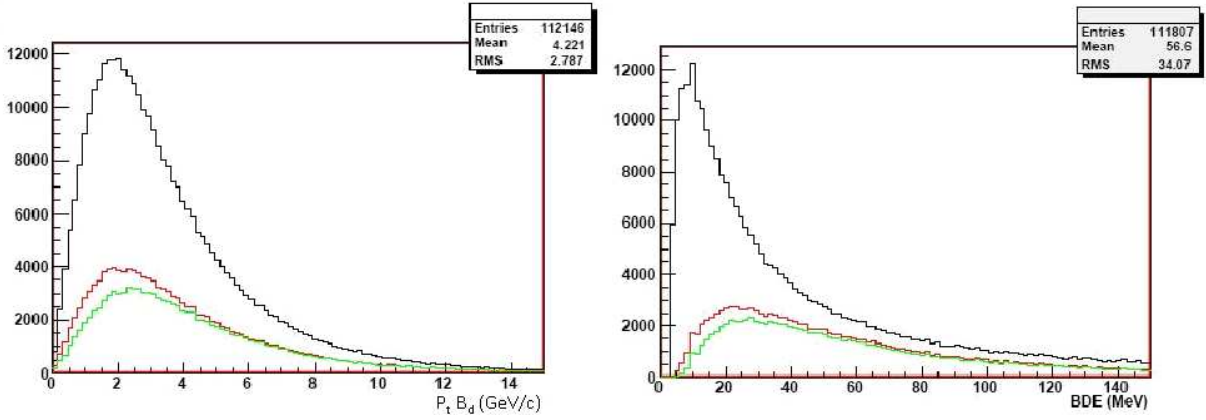 Entries 112146
Mean 4.221
RMS 2.787
12000
10000
8000
6000
4000
2000
0
0 2 4 6 8 10 12 14
Pt Bd (GeV/c)
Entries 111807
Mean 56.6
RMS 34.07
12000
10000
8000
6000
4000
2000
0
0 20 40 60 80 100 120 140
BDE (MeV)